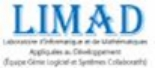 LIMAD
Laboratoire d'Informatique et de Mathématiques
Appliquées au Développement
(Equipe Génie Logiciel et Systèmes Collaboratifs)